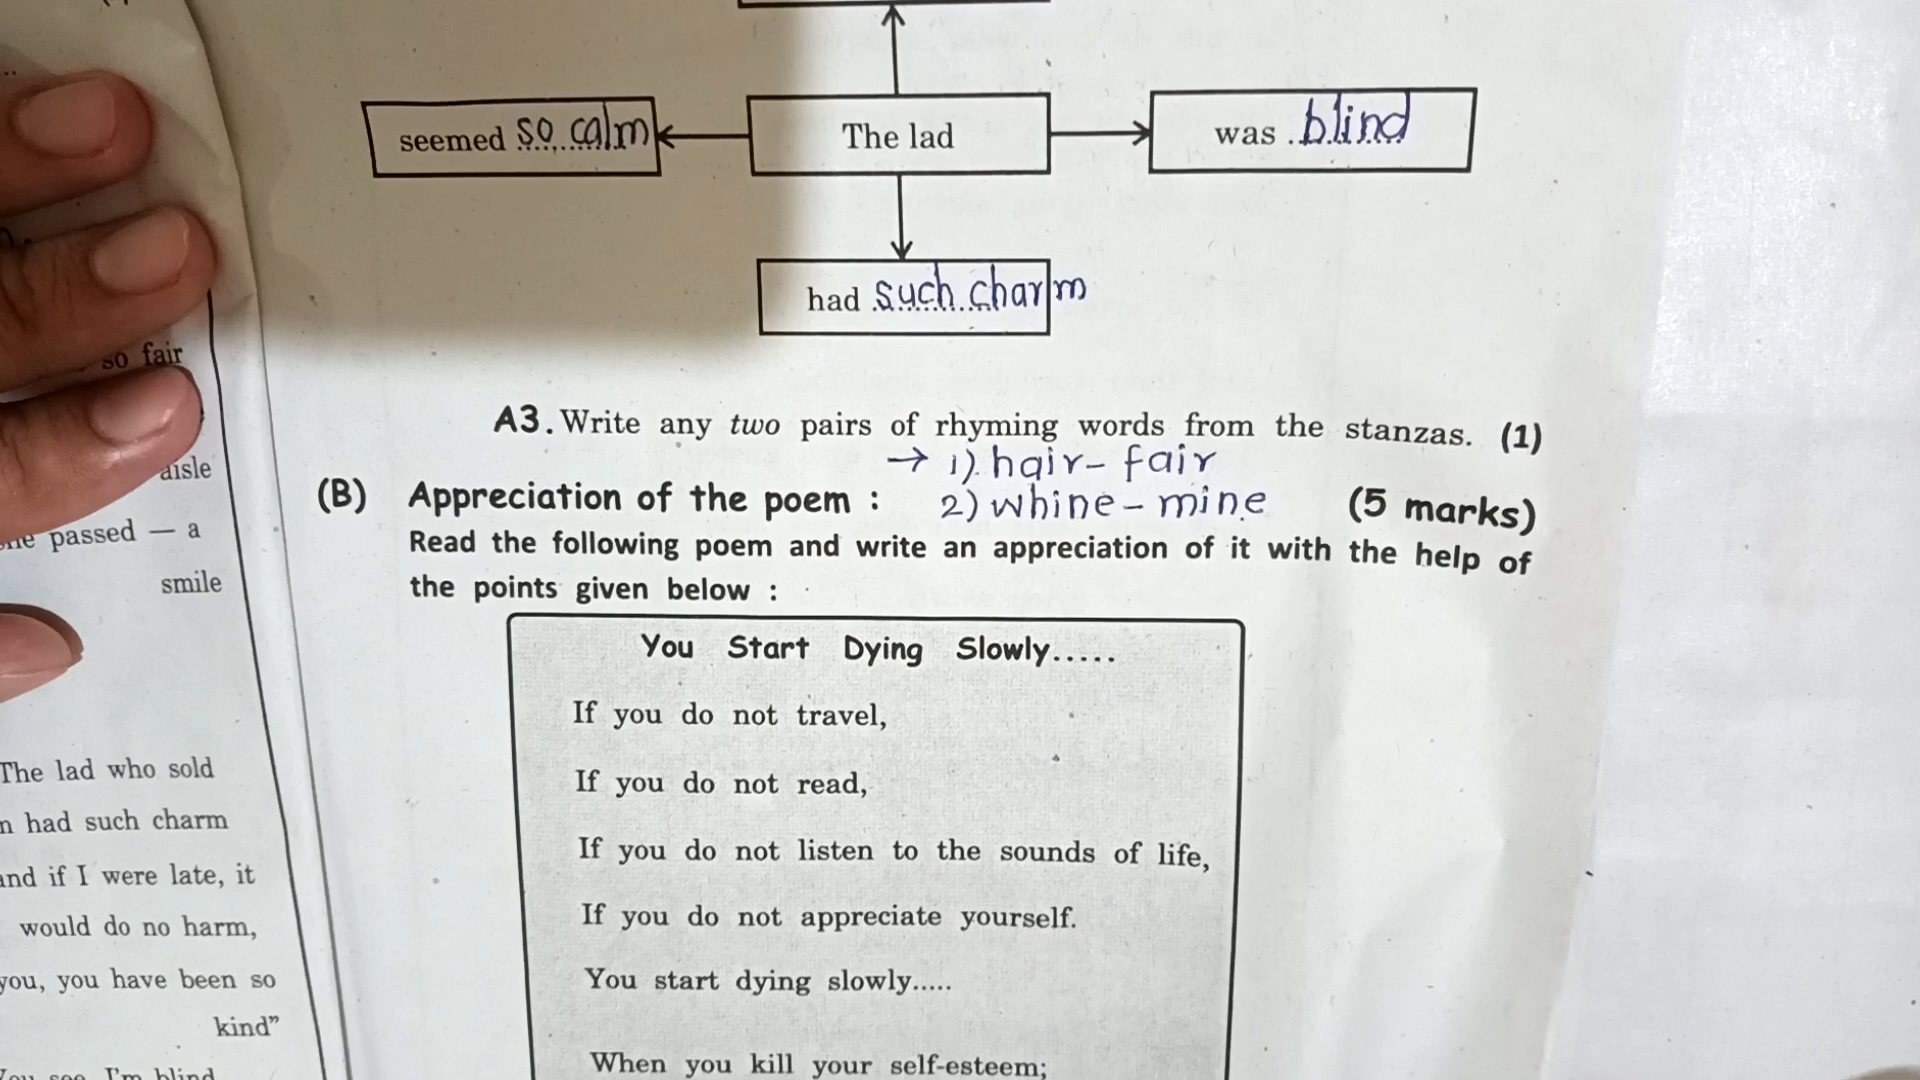 so fair
aisle
passed — a
smile
The lad who sold
had such charm
and if I were late, it
would do no harm,
you, you have been so
kind”
I'm blind
seemed so calm
The lad
was blind
had such charm
A3. Write any two pairs of rhyming words from the stanzas. (1)
→ 1) hair - fair
(B) Appreciation of the poem : 2) whine - mine (5 marks)
Read the following poem and write an appreciation of it with the help of
the points given below :
You Start Dying Slowly.....
If you do not travel,
If you do not read,
If you do not listen to the sounds of life,
If you do not appreciate yourself.
You start dying slowly.....
When you kill your self-esteem;